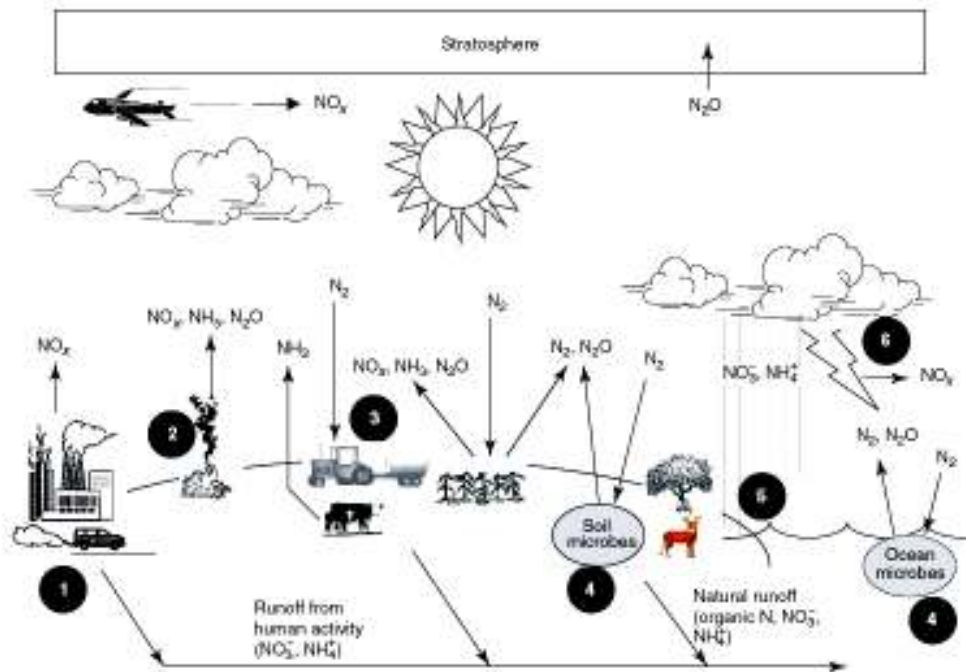 Stratosphere
NOₓ
N₂O
N₂
NOₓ, NH₃, N₂O
N₂
NOₓ
NH₃
NOₓ, NH₃, N₂O
N₂, N₂O
N₂
NO₃⁻, NH₄⁺
6
NOₓ
2
3
N₂, N₂O
N₂
5
Soil
microbes
Ocean
microbes
1
4
4
Runoff from
human activity
(NO₃⁻, NH₄⁺)
Natural runoff
(organic N, NO₃⁻,
NH₄⁺)